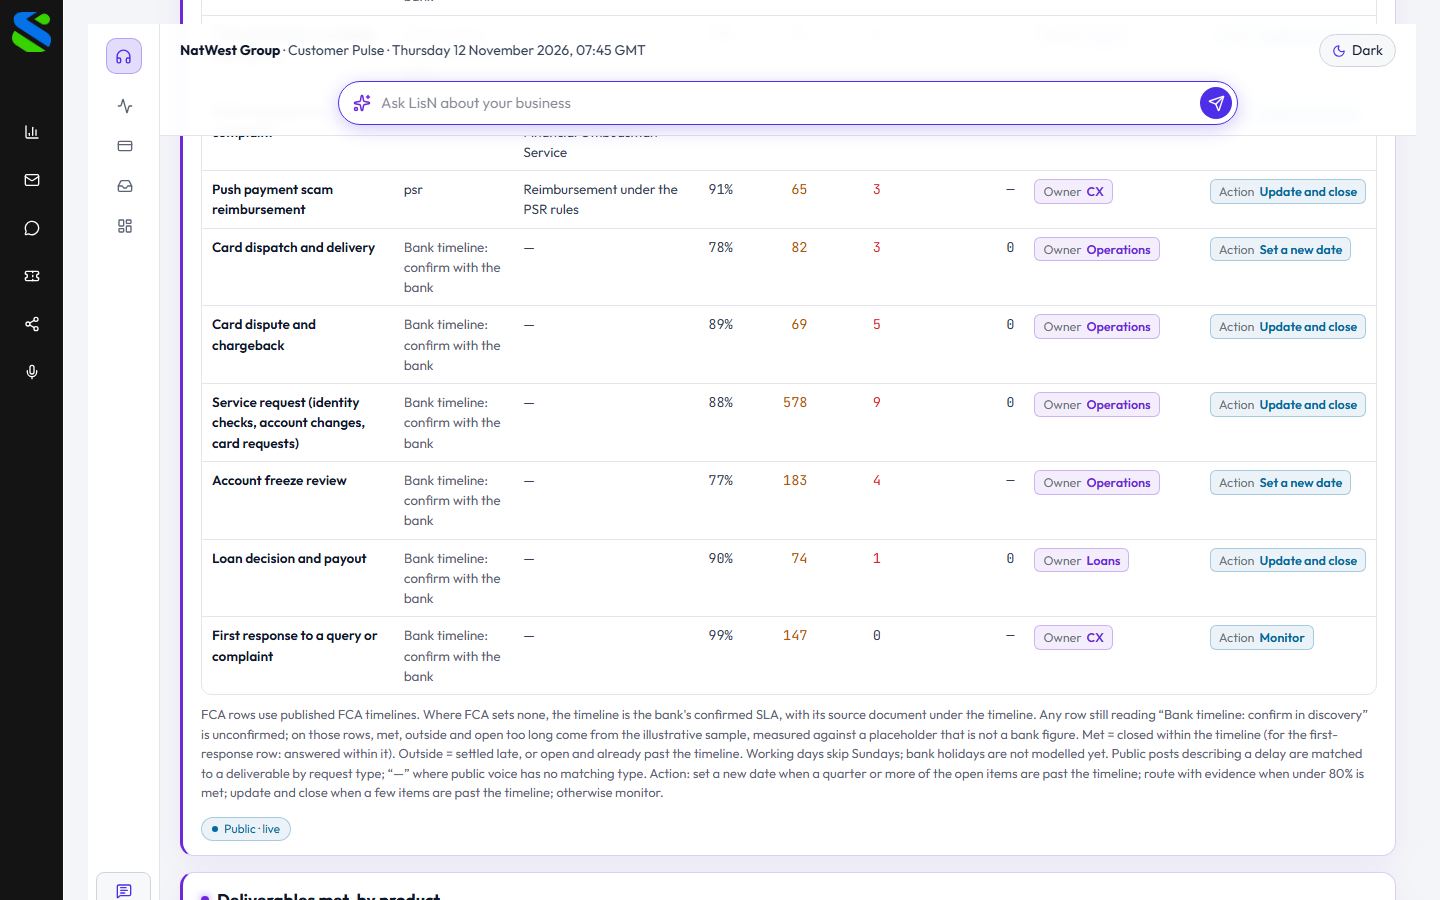 bank
NatWest Group · Customer Pulse · Thursday 12 November 2026, 07:45 GMT
Dark
Ask LisN about your business
complaint
Financial Ombudsman
Service
Push payment scam reimbursement
psr
Reimbursement under the PSR rules
91% 65 3 — Owner CX Action Update and close
Card dispatch and delivery
Bank timeline: confirm with the bank
— 78% 82 3 0 Owner Operations Action Set a new date
Card dispute and chargeback
Bank timeline: confirm with the bank
— 89% 69 5 0 Owner Operations Action Update and close
Service request (identity checks, account changes, card requests)
Bank timeline: confirm with the bank
— 88% 578 9 0 Owner Operations Action Update and close
Account freeze review
Bank timeline: confirm with the bank
— 77% 183 4 — Owner Operations Action Set a new date
Loan decision and payout
Bank timeline: confirm with the bank
— 90% 74 1 0 Owner Loans Action Update and close
First response to a query or complaint
Bank timeline: confirm with the bank
— 99% 147 0 — Owner CX Action Monitor
FCA rows use published FCA timelines. Where FCA sets none, the timeline is the bank's confirmed SLA, with its source document under the timeline. Any row still reading “Bank timeline: confirm in discovery”
is unconfirmed; on those rows, met, outside and open too long come from the illustrative sample, measured against a placeholder that is not a bank figure. Met = closed within the timeline (for the first-
response row: answered within it). Outside = settled late, or open and already past the timeline. Working days skip Sundays; bank holidays are not modelled yet. Public posts describing a delay are matched
to a deliverable by request type; “—” where public voice has no matching type. Action: set a new date when a quarter or more of the open items are past the timeline; route with evidence when under 80% is
met; update and close when a few items are past the timeline; otherwise monitor.
Public · live
Deliverables met, by product